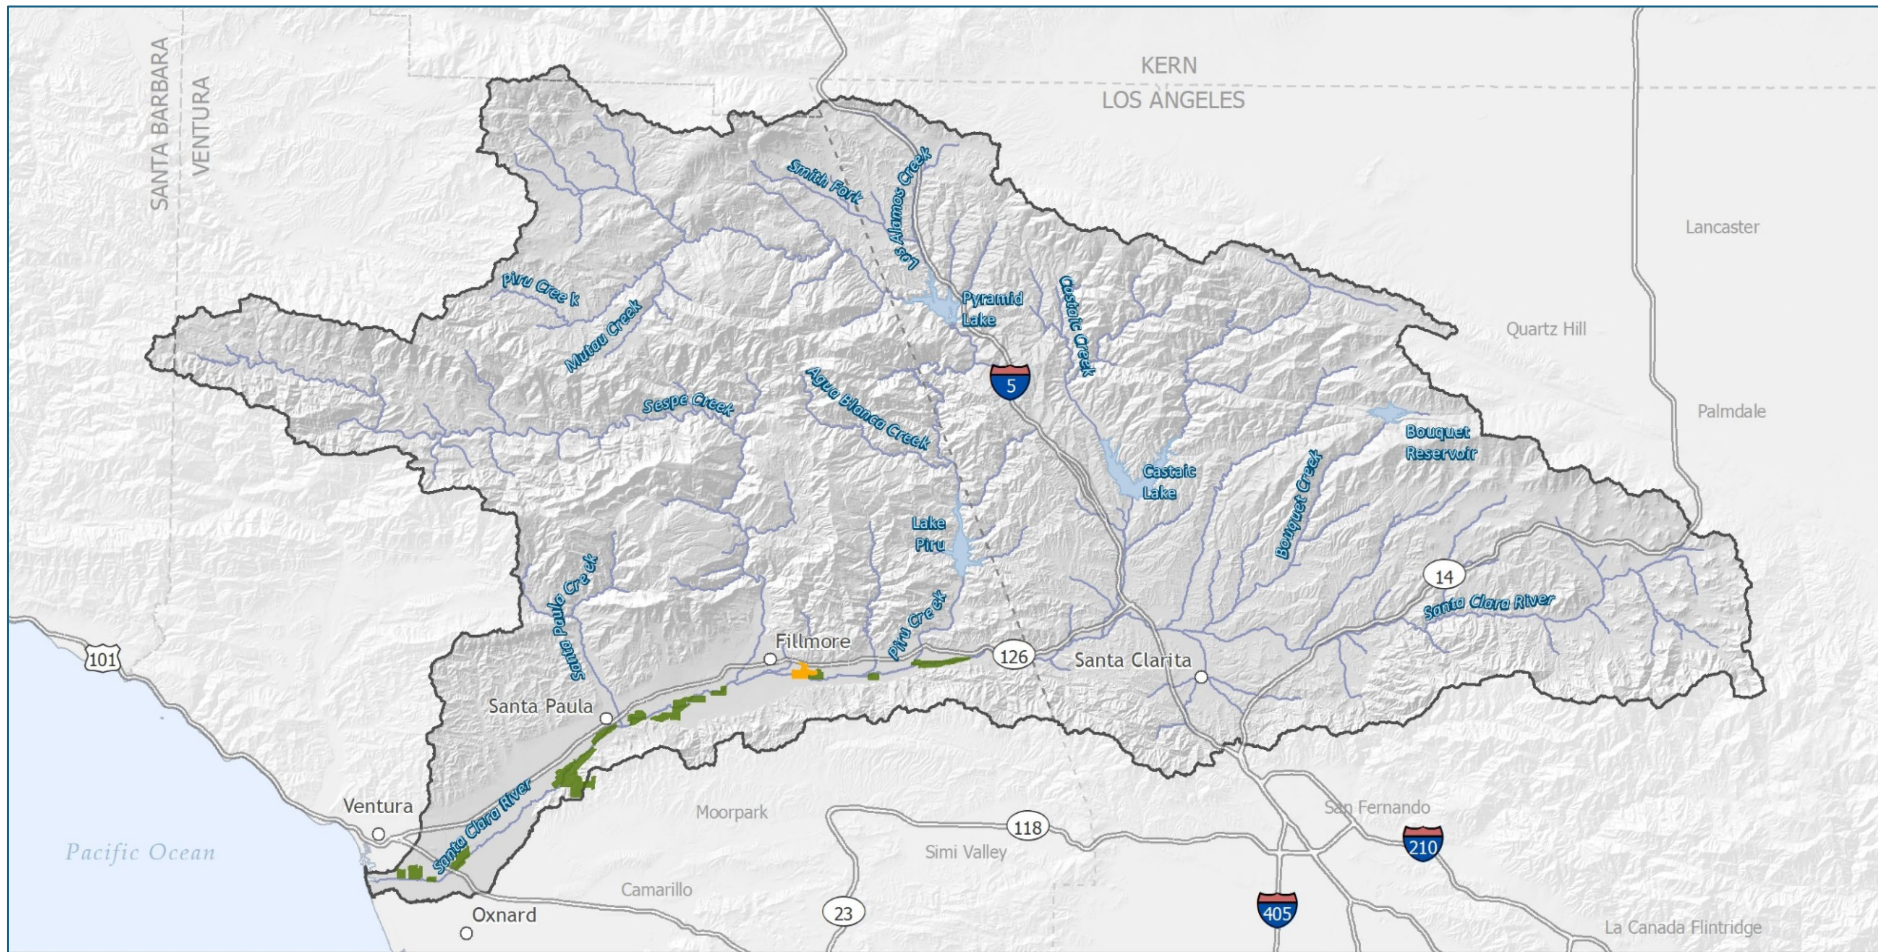 KERN
LOS ANGELES
SANTA BARBARA
VENTURA
Smith Fork
Los Alamos Creek
Lancaster
Piru Creek
Mutau Creek
Pyramid
Lake
Castaic Creek
Quartz Hill
5
Agua Blanca Creek
Sespe Creek
Palmdale
Bouquet
Reservoir
Castaic
Lake
Bouquet Creek
Lake
Piru
Santa Paula Creek
14
Santa Clara River
Piru Creek
Fillmore
126
Santa Clarita
101
Santa Paula
Ventura
Santa Clara River
Moorpark
San Fernando
118
210
Pacific Ocean
Simi Valley
Camarillo
Oxnard
23
405
La Canada Flintridge